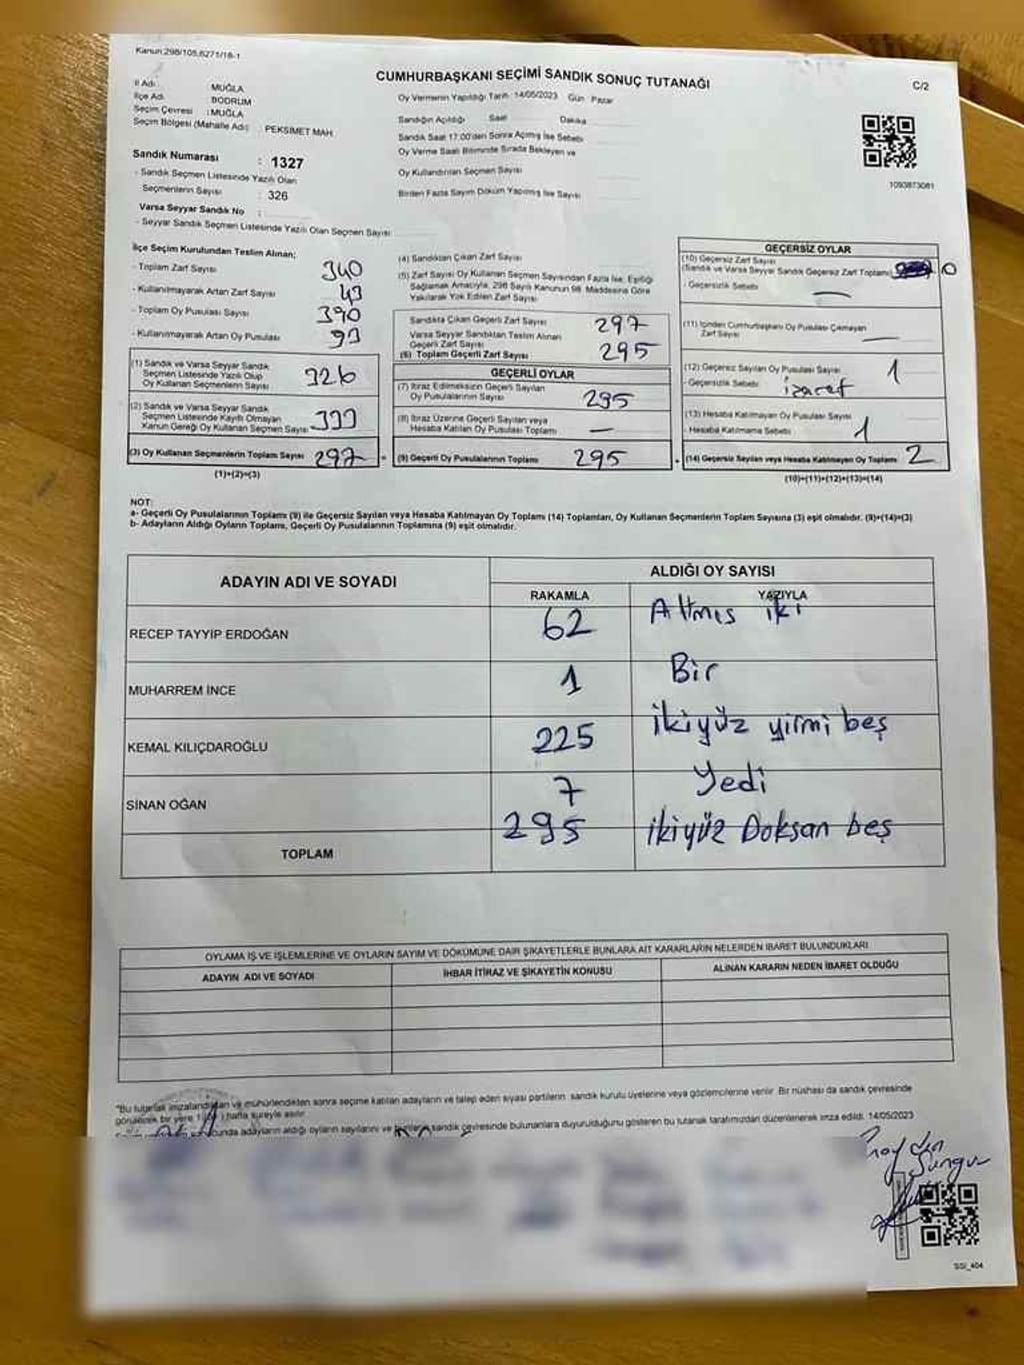 Kanun:298/105,6271/16-1
CUMHURBAŞKANI SEÇİMİ SANDIK SONUÇ TUTANAĞI
C/2
İl Adı : MUĞLA
İlçe Adı : BODRUM
Seçim Çevresi : MUĞLA
Seçim Bölgesi (Mahalle Adı) : PEKSİMET MAH.
Sandık Numarası : 1327
- Sandık Seçmen Listesinde Yazılı Olan
Seçmenlerin Sayısı : 326
Varsa Seyyar Sandık No :
- Seyyar Sandık Seçmen Listesinde Yazılı Olan Seçmen Sayısı
Oy Vermenin Yapıldığı Tarih: 14/05/2023 Gün : Pazar
Sandığın Açıldığı Saat Dakika
Sandık Saat 17:00'den Sonra Açılmış İse Sebebi
Oy Verme Saati Bitiminde Sırada Bekleyen ve
Oy Kullandırılan Seçmen Sayısı
Birden Fazla Sayım Döküm Yapılmış İse Sayısı
1093873081
İlçe Seçim Kurulundan Teslim Alınan;
- Toplam Zarf Sayısı 340
- Kullanılmayarak Artan Zarf Sayısı 43
- Toplam Oy Pusulası Sayısı 390
- Kullanılmayarak Artan Oy Pusulası 93
(1) Sandık ve Varsa Seyyar Sandık
Seçmen Listesinde Yazılı Olup
Oy Kullanan Seçmenlerin Sayısı 326
(2) Sandık ve Varsa Seyyar Sandık
Seçmen Listesinde Kayıtlı Olmayan
Kanun Gereği Oy Kullanan Seçmen Sayısı
(3) Oy Kullanan Seçmenlerin Toplam Sayısı 297
(1)+(2)=(3)
(4) Sandıktan Çıkan Zarf Sayısı
(5) Zarf Sayısı Oy Kullanan Seçmen Sayısından Fazla İse, Eşitliği
Sağlamak Amacıyla, 298 Sayılı Kanunun 98. Maddesine Göre
Yakılarak Yok Edilen Zarf Sayısı
Sandıkta Çıkan Geçerli Zarf Sayısı 297
Varsa Seyyar Sandıktan Teslim Alınan
Geçerli Zarf Sayısı
(6) Toplam Geçerli Zarf Sayısı 295
GEÇERLİ OYLAR
(7) İtiraz Edilmeksizin Geçerli Sayılan
Oy Pusulalarının Sayısı 295
(8) İtiraz Üzerine Geçerli Sayılan veya
Hesaba Katılan Oy Pusulası Toplamı —
(9) Geçerli Oy Pusulalarının Toplamı 295
GEÇERSİZ OYLAR
(10) Geçersiz Zarf Sayısı
(Sandık ve Varsa Seyyar Sandık Geçersiz Zarf Toplamı) 0
- Geçersizlik Sebebi —
(11) İçinden Cumhurbaşkanı Oy Pusulası Çıkmayan
Zarf Sayısı —
(12) Geçersiz Sayılan Oy Pusulası Sayısı 1
- Geçersizlik Sebebi: işaret
(13) Hesaba Katılmayan Oy Pusulası Sayısı
- Hesaba Katılmama Sebebi 1
(14) Geçersiz Sayılan veya Hesaba Katılmayan Oy Toplamı 2
(10)+(11)+(12)+(13)=(14)
NOT:
a- Geçerli Oy Pusulalarının Toplamı (9) ile Geçersiz Sayılan veya Hesaba Katılmayan Oy Toplamı (14) Toplamları, Oy Kullanan Seçmenlerin Toplam Sayısına (3) eşit olmalıdır. (9)+(14)=(3)
b- Adayların Aldığı Oyların Toplamı, Geçerli Oy Pusulalarının Toplamına (9) eşit olmalıdır.
ADAYIN ADI VE SOYADI
ALDIĞI OY SAYISI
RAKAMLA YAZIYLA
RECEP TAYYİP ERDOĞAN 62 Altmış iki
MUHARREM İNCE 1 Bir
KEMAL KILIÇDAROĞLU 225 ikiyüz yirmi beş
SİNAN OĞAN 7 Yedi
TOPLAM 295 ikiyüz Doksan beş
OYLAMA İŞ VE İŞLEMLERİNE VE OYLARIN SAYIM VE DÖKÜMÜNE DAİR ŞİKAYETLERLE BUNLARA AİT KARARLARIN NELERDEN İBARET BULUNDUKLARI
ADAYIN ADI VE SOYADI
İHBAR İTİRAZ VE ŞİKAYETİN KONUSU
ALINAN KARARIN NEDEN İBARET OLDUĞU
"Bu tutanak imzalandıktan ve mühürlendikten sonra seçime katılan adayların ve talep eden siyasi partilerin sandık kurulu üyelerine veya gözlemcilerine verilir. Bir nüshası da sandık çevresinde
görülecek bir yere 1 hafta süreyle asılır.
adayların aldığı oyların sayılarını ve sandık çevresinde bulunanlara duyurulduğunu gösteren bu tutanak tarafımızdan düzenlenerek imza edildi. 14/05/2023
Sungur
SSI_404